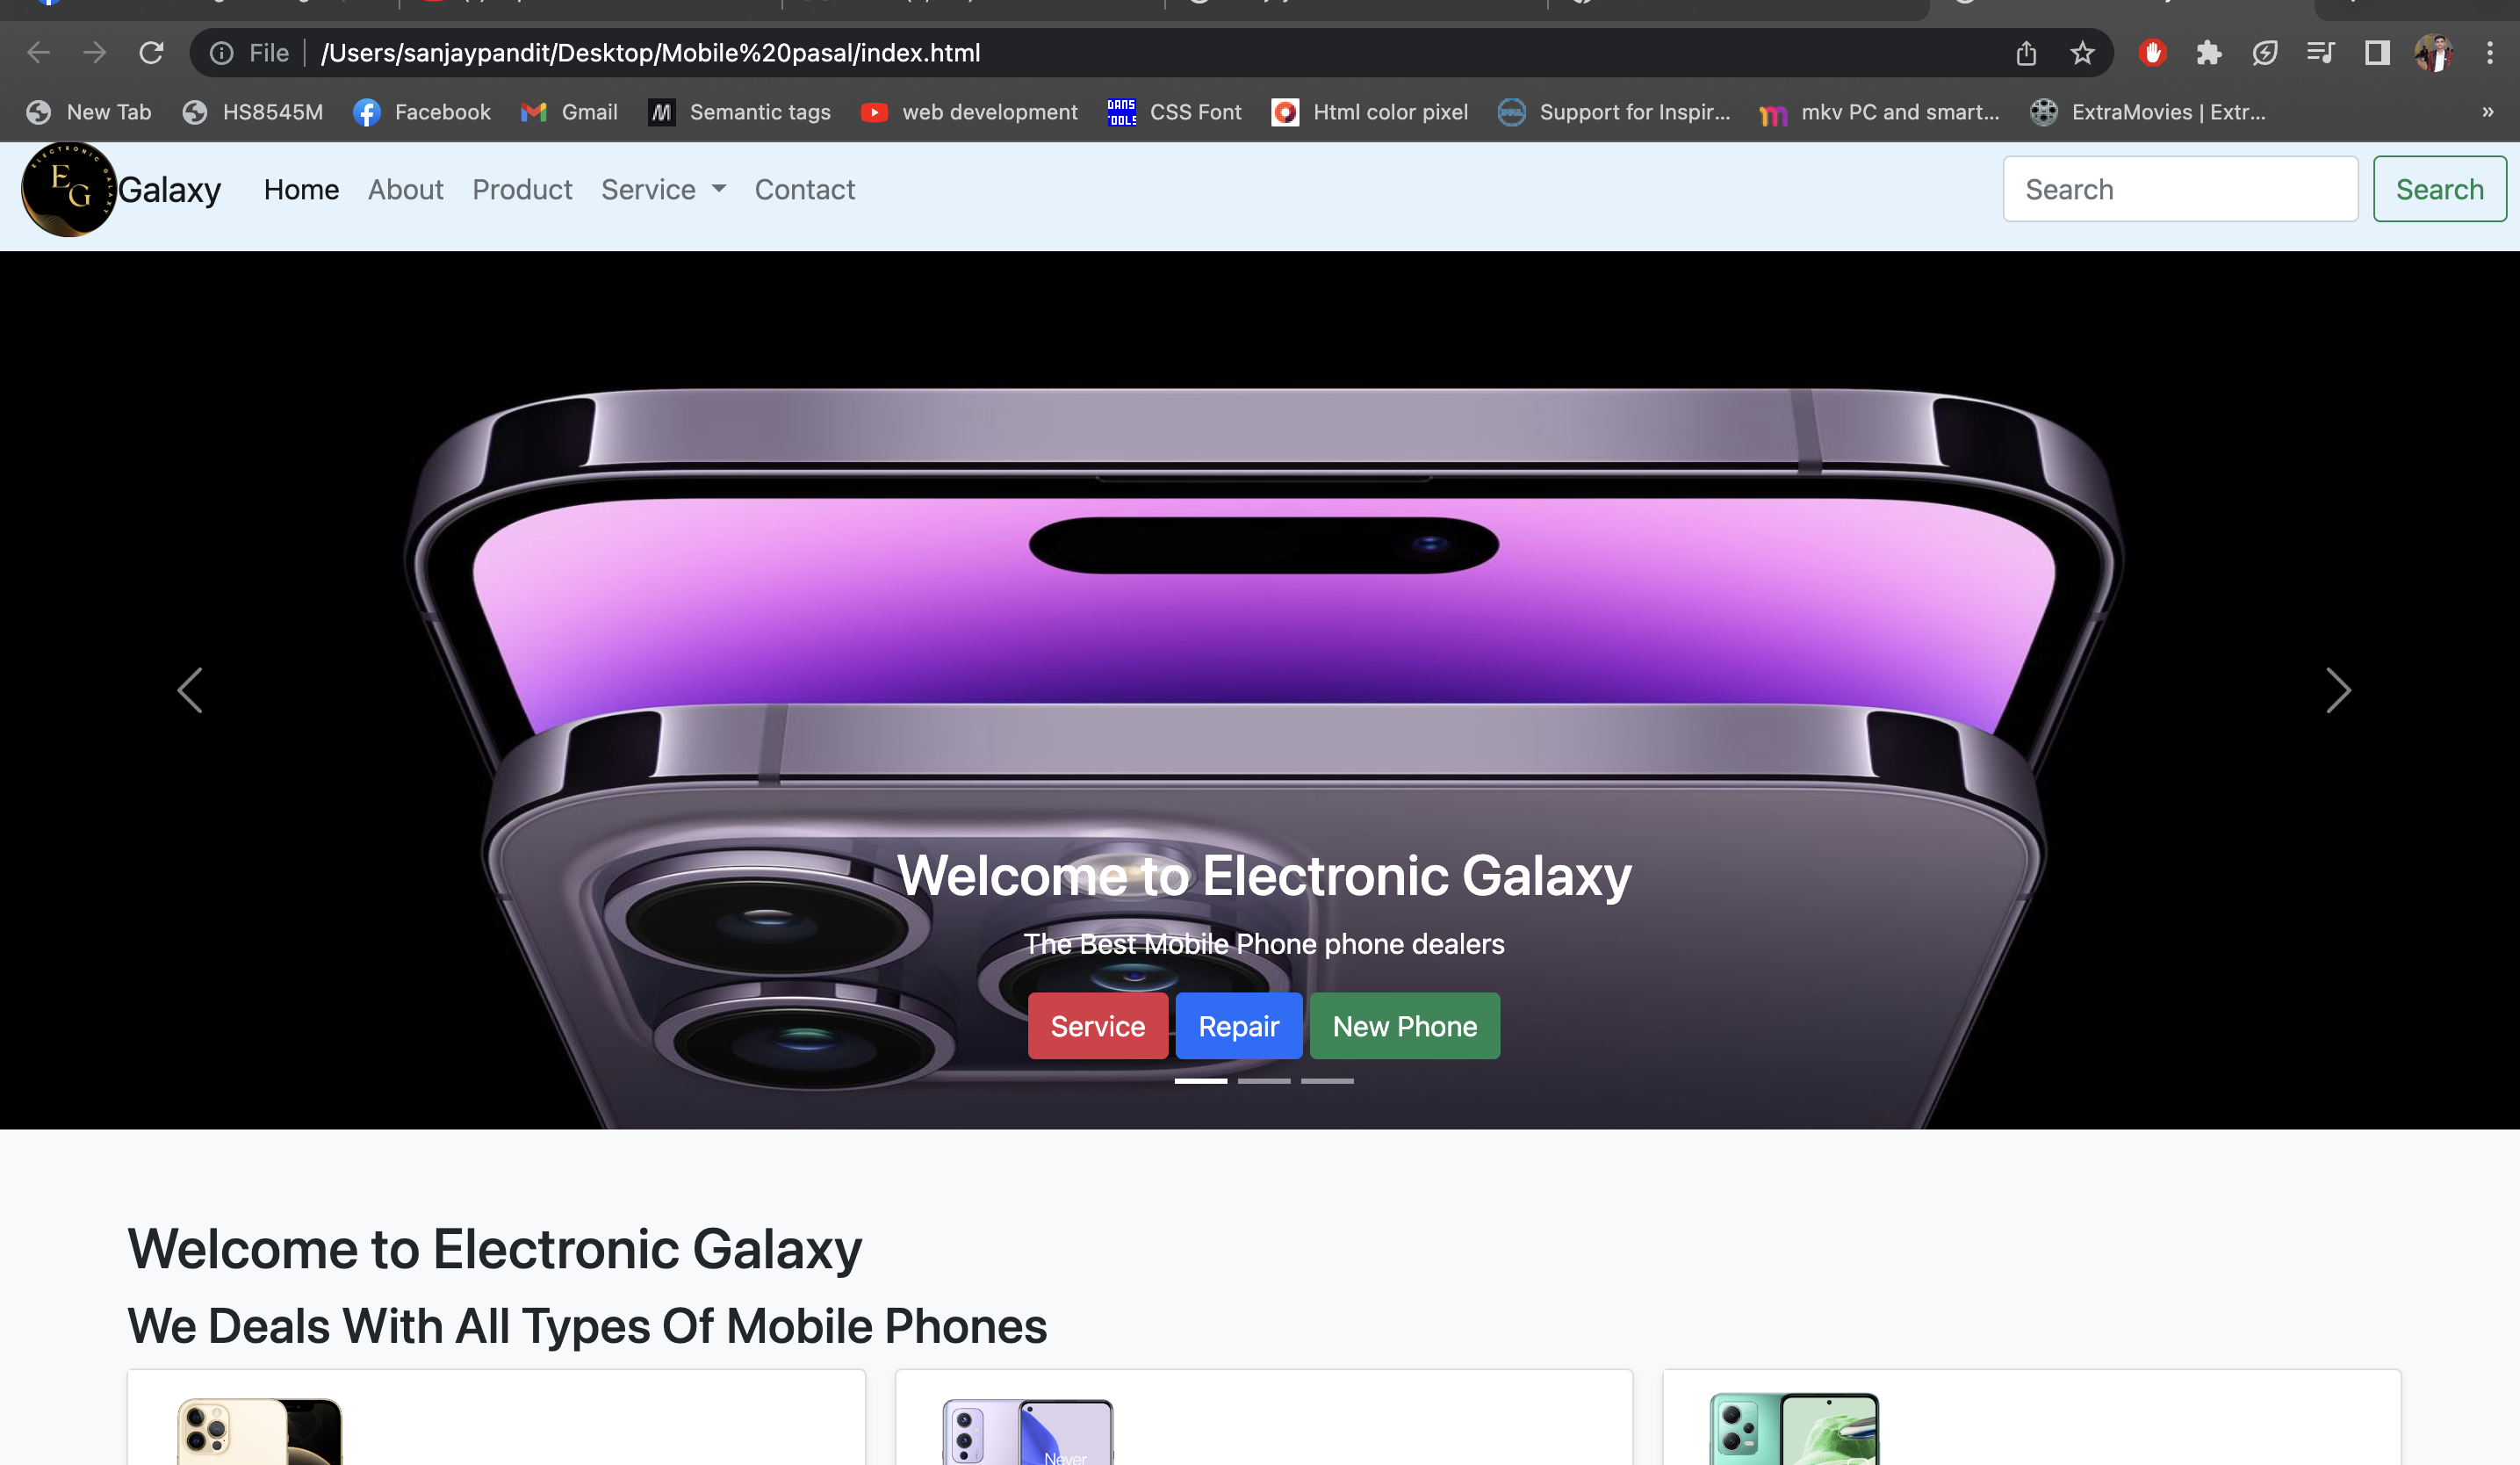 File /Users/sanjaypandit/Desktop/Mobile%20pasal/index.html
New Tab HS8545M Facebook Gmail Semantic tags web development CSS Font Html color pixel Support for Inspir... mkv PC and smart... ExtraMovies | Extr... »
ELECTRONIC GALAXY
EG
Galaxy Home About Product Service Contact Search Search
Welcome to Electronic Galaxy
The Best Mobile Phone phone dealers
Service Repair New Phone
Welcome to Electronic Galaxy
We Deals With All Types Of Mobile Phones
Never